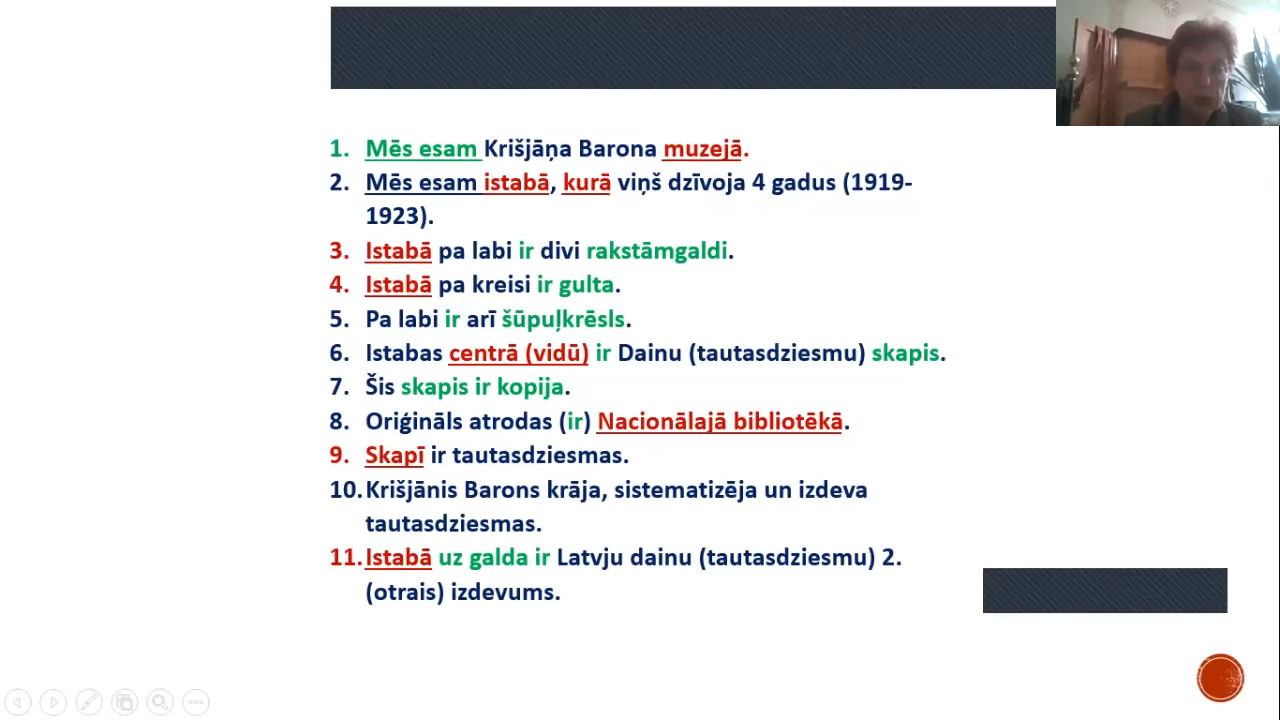 1. Mēs esam Krišjāņa Barona muzejā.
2. Mēs esam istabā, kurā viņš dzīvoja 4 gadus (1919-
1923).
3. Istabā pa labi ir divi rakstāmgaldi.
4. Istabā pa kreisi ir gulta.
5. Pa labi ir arī šūpuļkrēsls.
6. Istabas centrā (vidū) ir Dainu (tautasdziesmu) skapis.
7. Šis skapis ir kopija.
8. Oriģināls atrodas (ir) Nacionālajā bibliotēkā.
9. Skapī ir tautasdziesmas.
10. Krišjānis Barons krāja, sistematizēja un izdeva
tautasdziesmas.
11. Istabā uz galda ir Latvju dainu (tautasdziesmu) 2.
(otrais) izdevums.